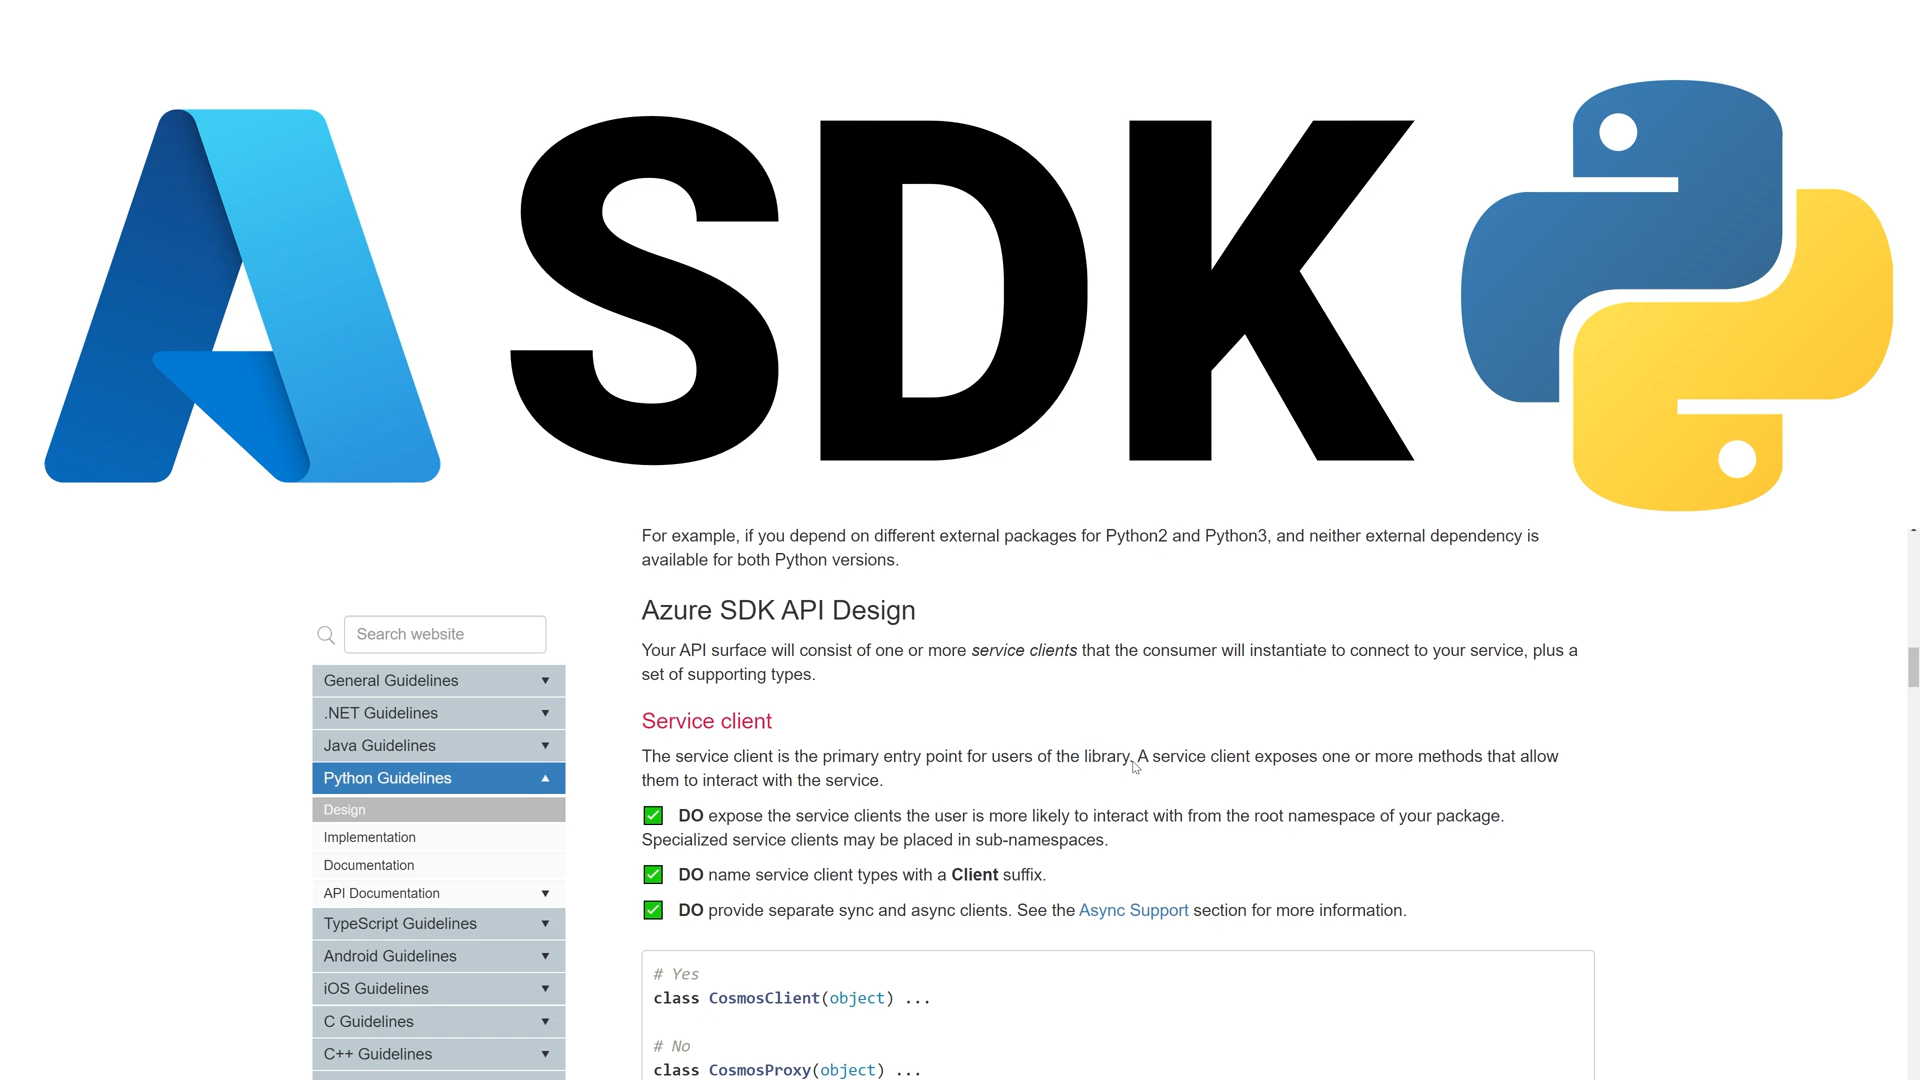 SDK
For example, if you depend on different external packages for Python2 and Python3, and neither external dependency is
available for both Python versions.
Azure SDK API Design
Your API surface will consist of one or more service clients that the consumer will instantiate to connect to your service, plus a
set of supporting types.
Service client
The service client is the primary entry point for users of the library. A service client exposes one or more methods that allow
them to interact with the service.
DO expose the service clients the user is more likely to interact with from the root namespace of your package.
Specialized service clients may be placed in sub-namespaces.
DO name service client types with a Client suffix.
DO provide separate sync and async clients. See the Async Support section for more information.
# Yes
class CosmosClient(object) ...
# No
class CosmosProxy(object) ...
Search website
General Guidelines
.NET Guidelines
Java Guidelines
Python Guidelines
Design
Implementation
Documentation
API Documentation
TypeScript Guidelines
Android Guidelines
iOS Guidelines
C Guidelines
C++ Guidelines